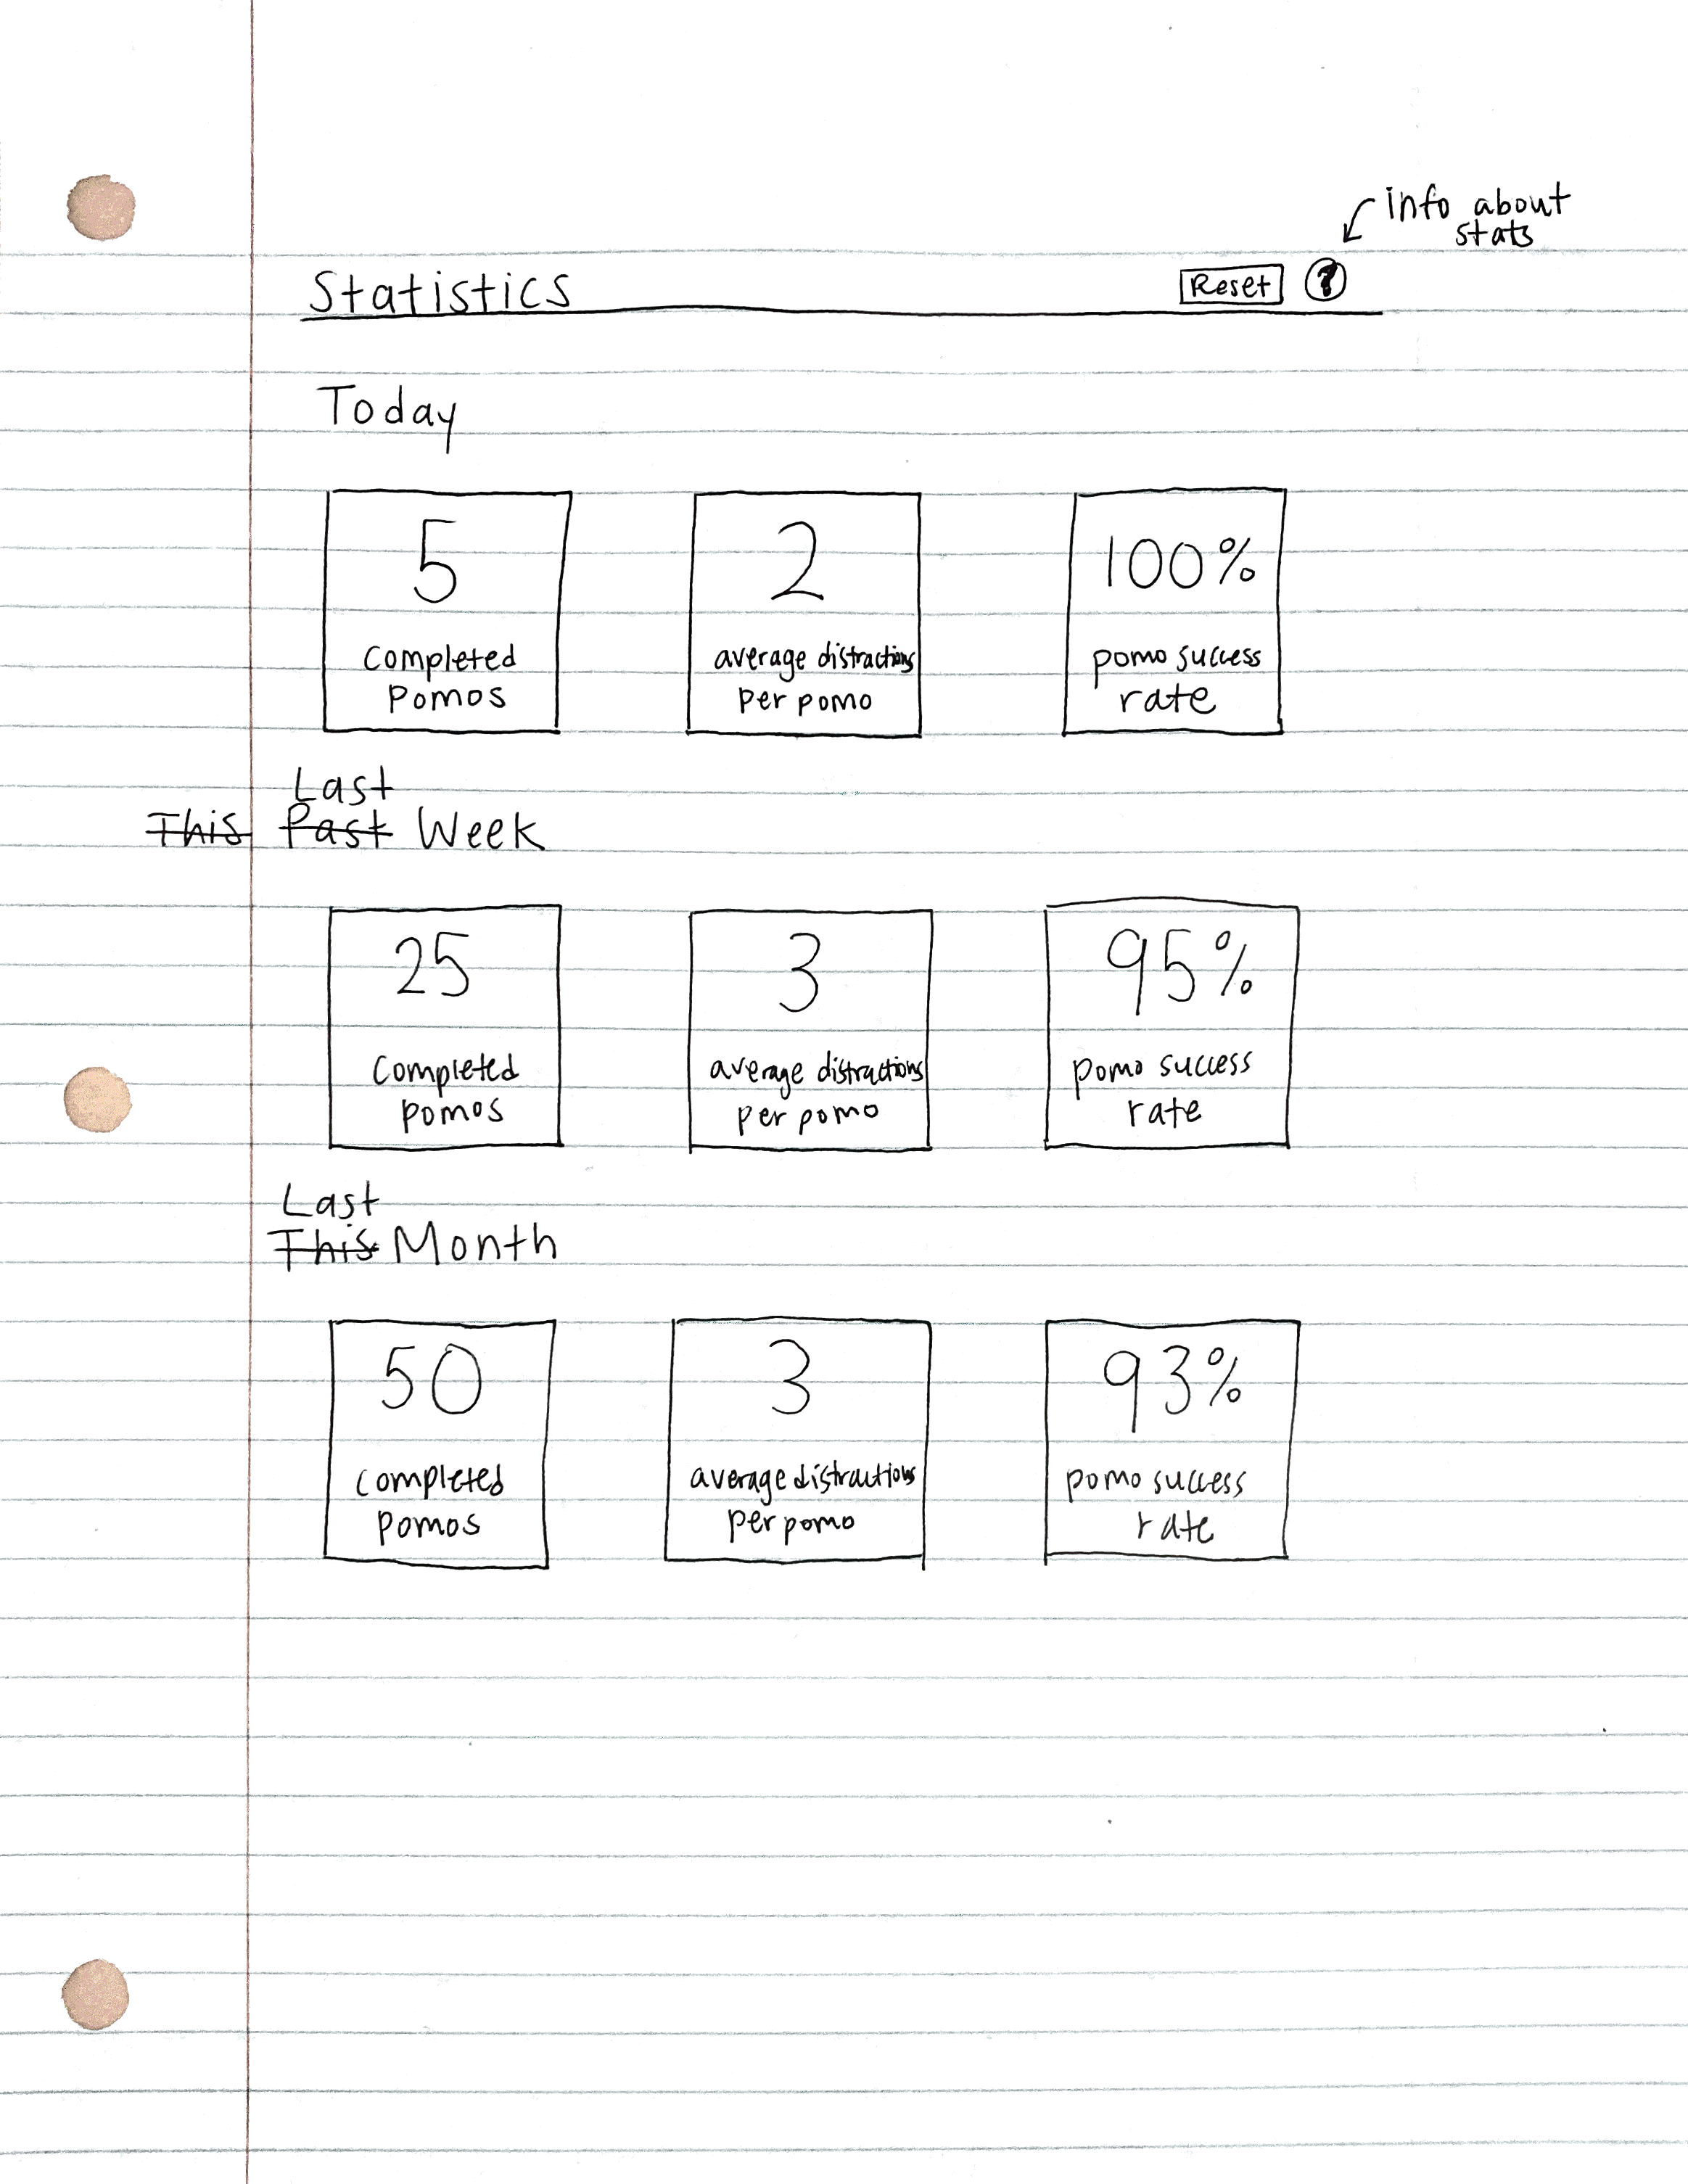 info about
stats
Statistics Reset ?
Today
5 2 100%
completed average distractions pomo success
pomos per pomo rate
Last
This Past Week
25 3 95%
completed average distractions pomo success
pomos per pomo rate
Last
This Month
50 3 93%
completed average distractions pomo success
pomos per pomo rate